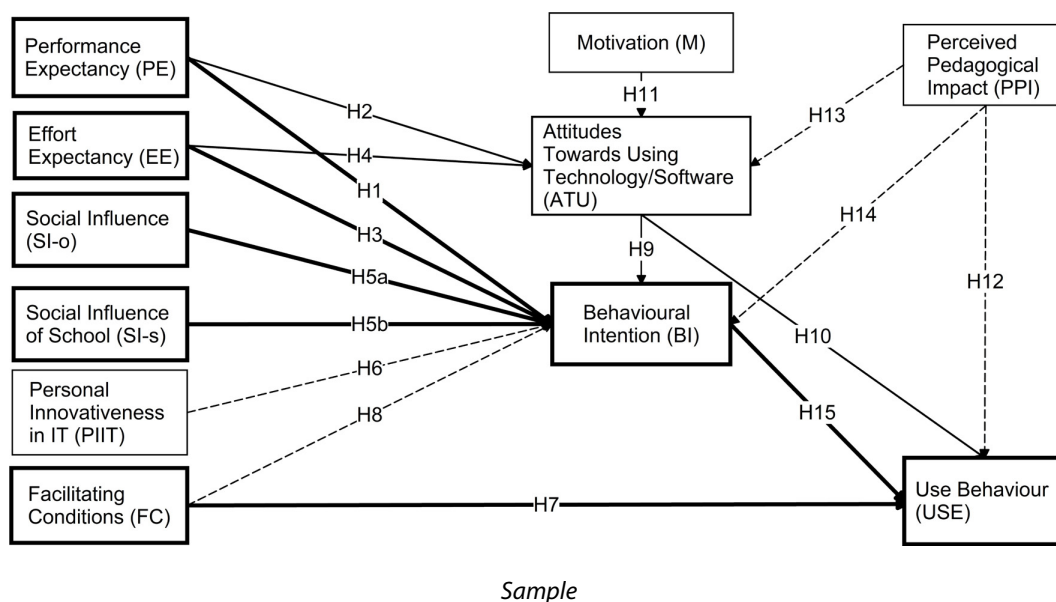 Performance
Expectancy (PE)
Motivation (M)
Perceived
Pedagogical
Impact (PPI)
H11
H13
H2
Effort
Expectancy (EE)
H4
Attitudes
Towards Using
Technology/Software
(ATU)
H1
H14
Social Influence
(SI-o)
H3
H9
H5a
H12
Social Influence
of School (SI-s)
H5b
Behavioural
Intention (BI)
H10
H6
Personal
Innovativeness
in IT (PIIT)
H8
H15
Facilitating
Conditions (FC)
H7
Use Behaviour
(USE)
Sample